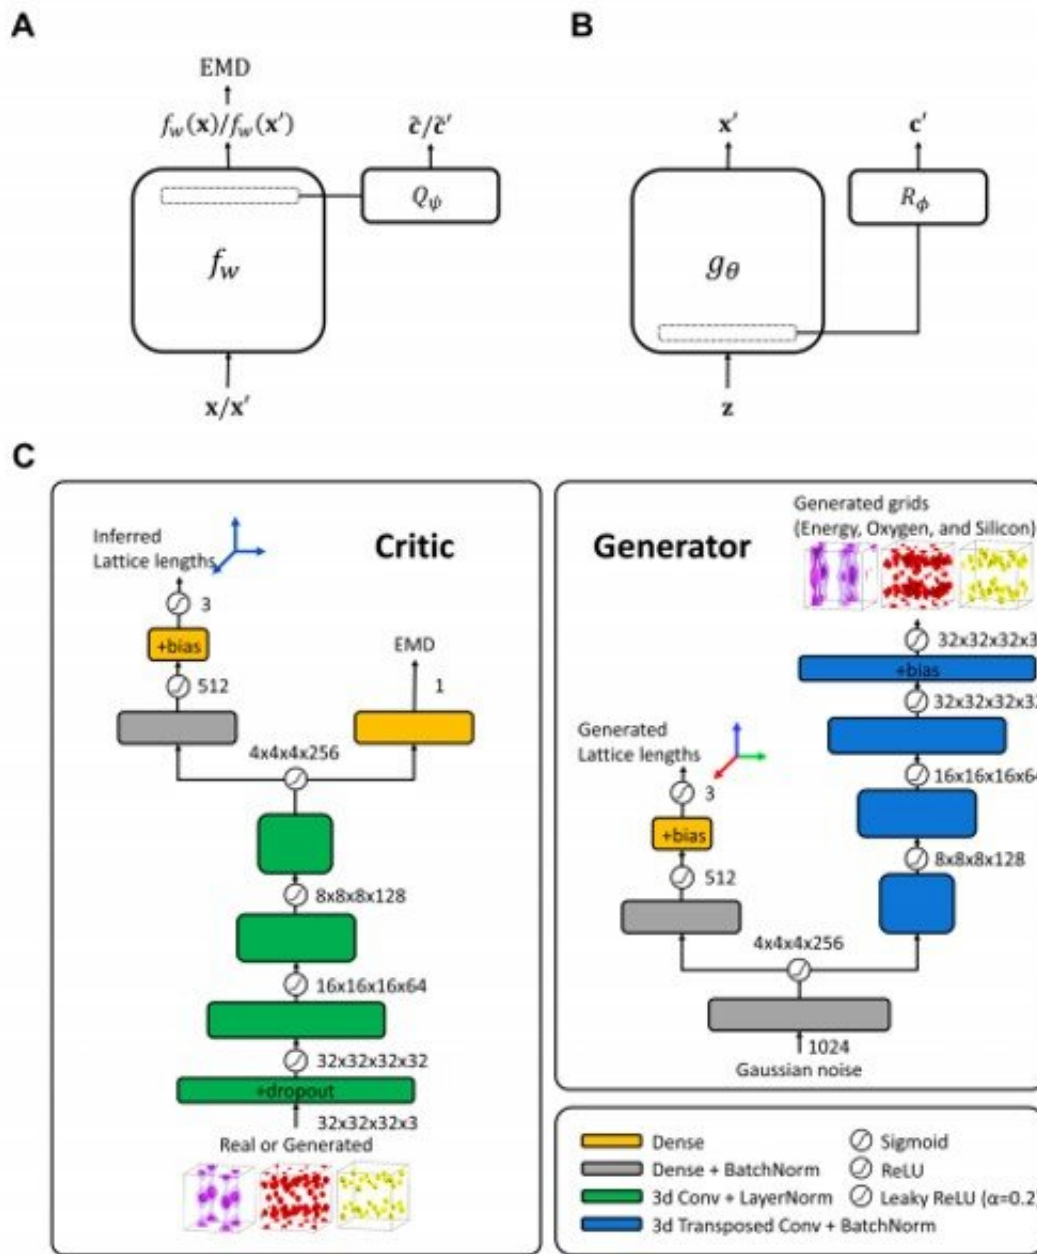 A
EMD
f_w(x)/f_w(x′)
c̃/c̃′
Q_ψ
f_w
x/x′
B
x′
c′
R_ϕ
g_θ
z
C
Critic
Inferred
Lattice lengths
3
+bias
512
EMD
1
4x4x4x256
8x8x8x128
16x16x16x64
32x32x32x32
+dropout
32x32x32x3
Real or Generated
Generator
Generated grids
(Energy, Oxygen, and Silicon)
32x32x32x3
+bias
32x32x32x32
16x16x16x64
8x8x8x128
Generated
Lattice lengths
3
+bias
512
4x4x4x256
1024
Gaussian noise
Dense
Dense + BatchNorm
3d Conv + LayerNorm
3d Transposed Conv + BatchNorm
Sigmoid
ReLU
Leaky ReLU (α=0.2)